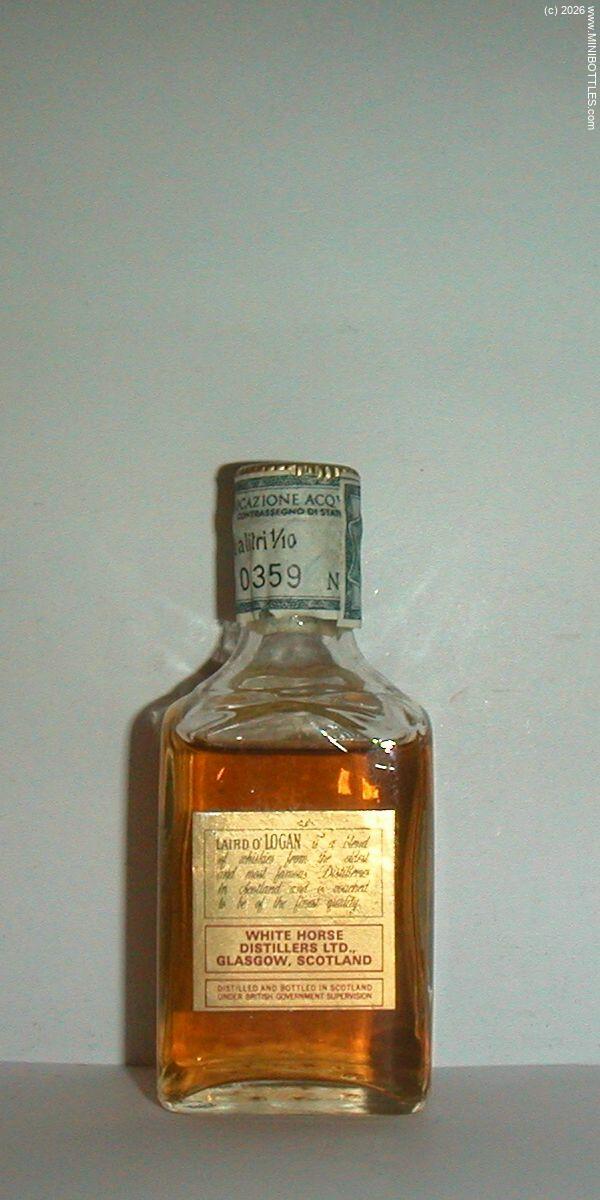 (c) 2026 www.MINIBOTTLES.com
CAZIONE ACQ
CONTRASSEGNO DI STAT
a litri 1/10
0359 N
LAIRD O' LOGAN is a blend
of whiskies from the oldest
and most famous Distilleries
in Scotland and is
to be of the finest quality.
WHITE HORSE
DISTILLERS LTD.,
GLASGOW, SCOTLAND
DISTILLED AND BOTTLED IN SCOTLAND
UNDER BRITISH GOVERNMENT SUPERVISION